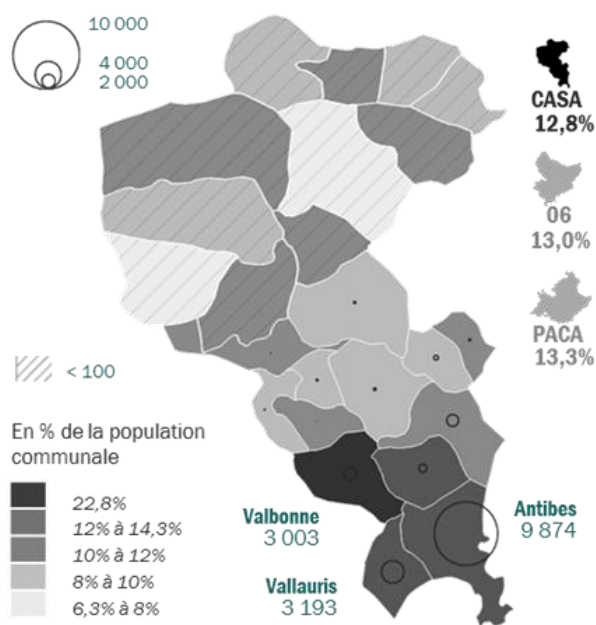 10 000
4 000
2 000
CASA
12,8%
06
13,0%
PACA
13,3%
< 100
En % de la population
communale
22,8%
12% à 14,3%
10% à 12%
8% à 10%
6,3% à 8%
Valbonne
3 003
Vallauris
3 193
Antibes
9 874